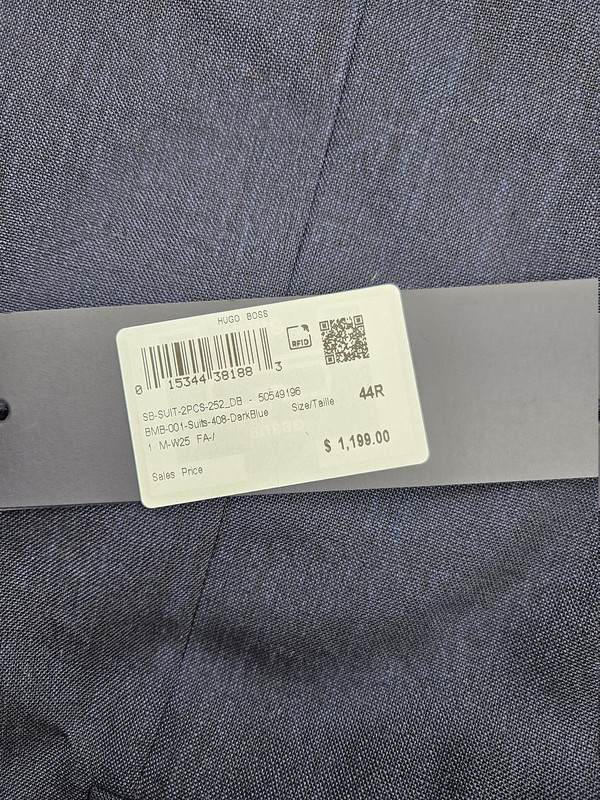 HUGO BOSS
RFID
0 15344 38188 3
SB-SUIT-2PCS-252_DB - 50549196
BMB-001-Suits-408-DarkBlue Size/Taille 44R
1 M-W25 FA-/
$ 1,199.00
Sales Price